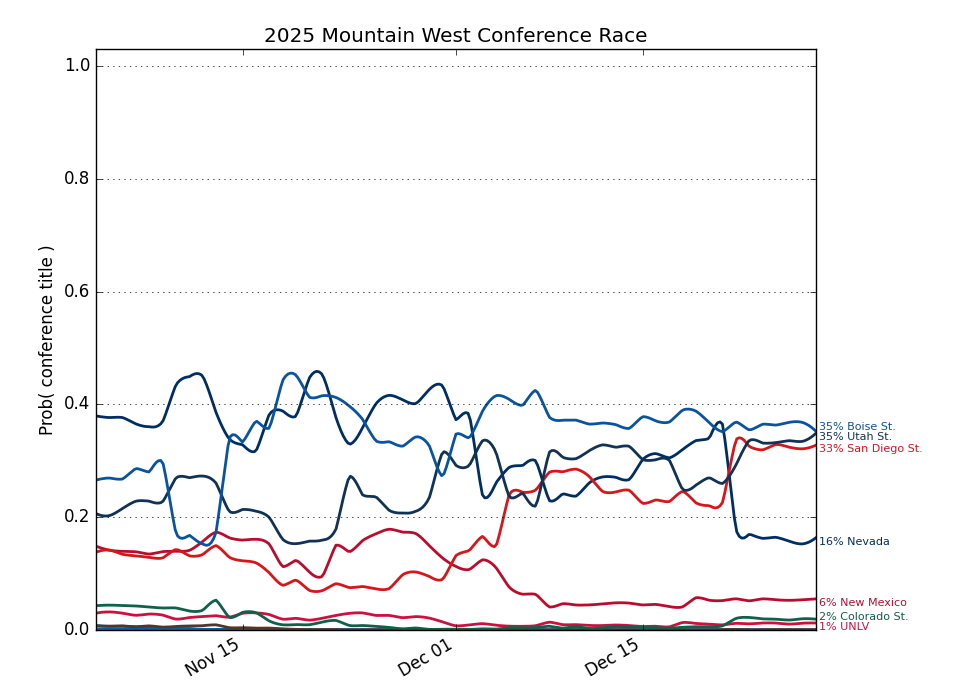 2025 Mountain West Conference Race
Prob( conference title )
1.0
0.8
0.6
0.4
0.2
0.0
Nov 15
Dec 01
Dec 15
35% Boise St.
35% Utah St.
33% San Diego St.
16% Nevada
6% New Mexico
2% Colorado St.
1% UNLV